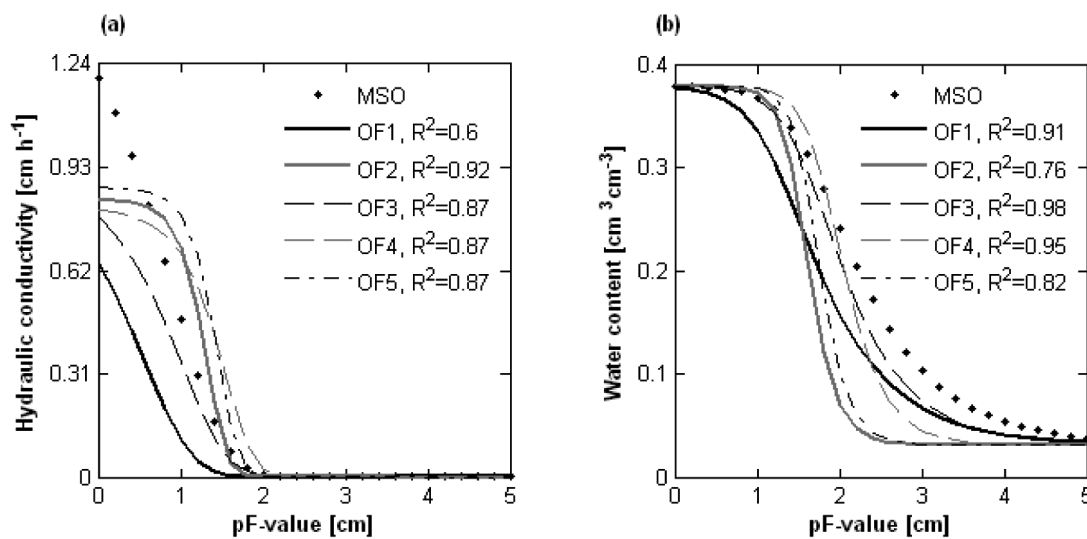 (a)
1.24
0.93
0.62
0.31
0
Hydraulic conductivity [cm h⁻¹]
MSO
OF1, R²=0.6
OF2, R²=0.92
OF3, R²=0.87
OF4, R²=0.87
OF5, R²=0.87
0 1 2 3 4 5
pF-value [cm]
(b)
0.4
0.3
0.2
0.1
0
Water content [cm³cm⁻³]
MSO
OF1, R²=0.91
OF2, R²=0.76
OF3, R²=0.98
OF4, R²=0.95
OF5, R²=0.82
0 1 2 3 4 5
pF-value [cm]